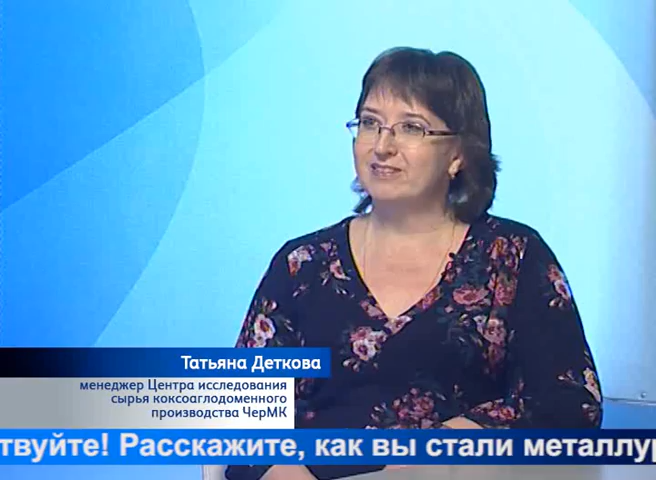 Татьяна Деткова
менеджер Центра исследования
сырья коксоаглодоменного
производства ЧерМК
твуйте! Расскажите, как вы стали металлур